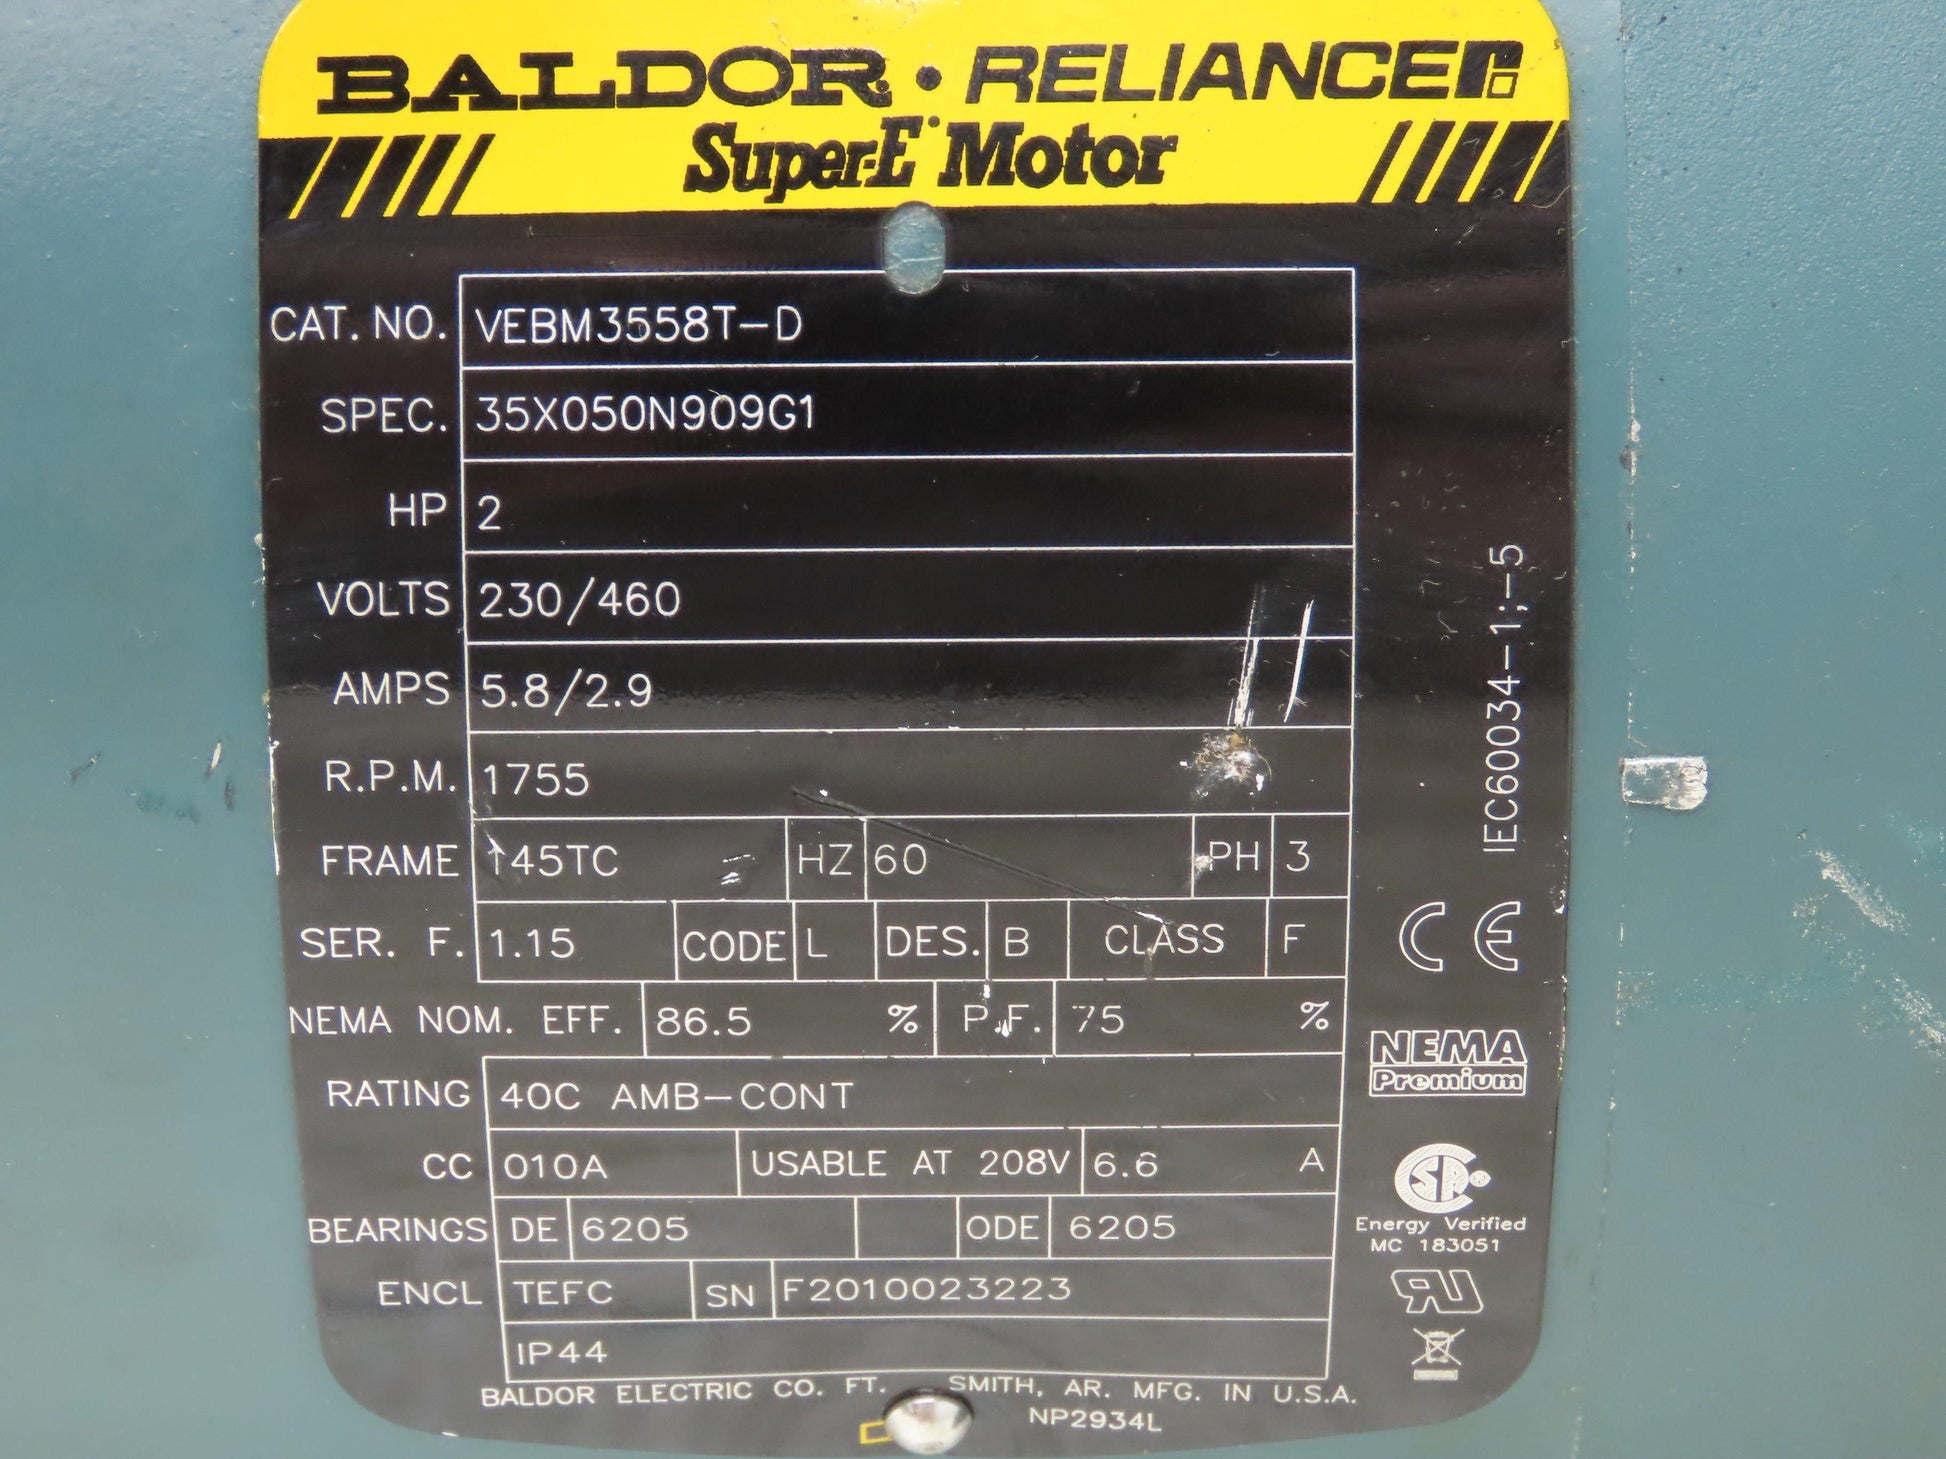 BALDOR · RELIANCE
Super-E Motor
CAT. NO. VEBM3558T-D
SPEC. 35X050N909G1
HP 2
VOLTS 230/460
AMPS 5.8/2.9
R.P.M. 1755
FRAME 145TC HZ 60 PH 3
SER. F. 1.15 CODE L DES. B CLASS F
NEMA NOM. EFF. 86.5 % P.F. 75 %
RATING 40C AMB-CONT
CC 010A USABLE AT 208V 6.6 A
BEARINGS DE 6205 ODE 6205
ENCL TEFC SN F2010023223
IP44
BALDOR ELECTRIC CO. FT. SMITH, AR. MFG. IN U.S.A.
NP2934L
IEC60034-1;-5
CE
NEMA
Premium
CSA®
Energy Verified
MC 183051
RU